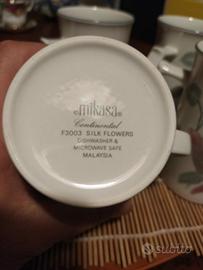 mikasa
Continental
F3003 SILK FLOWERS
DISHWASHER &
MICROWAVE SAFE
MALAYSIA
subito